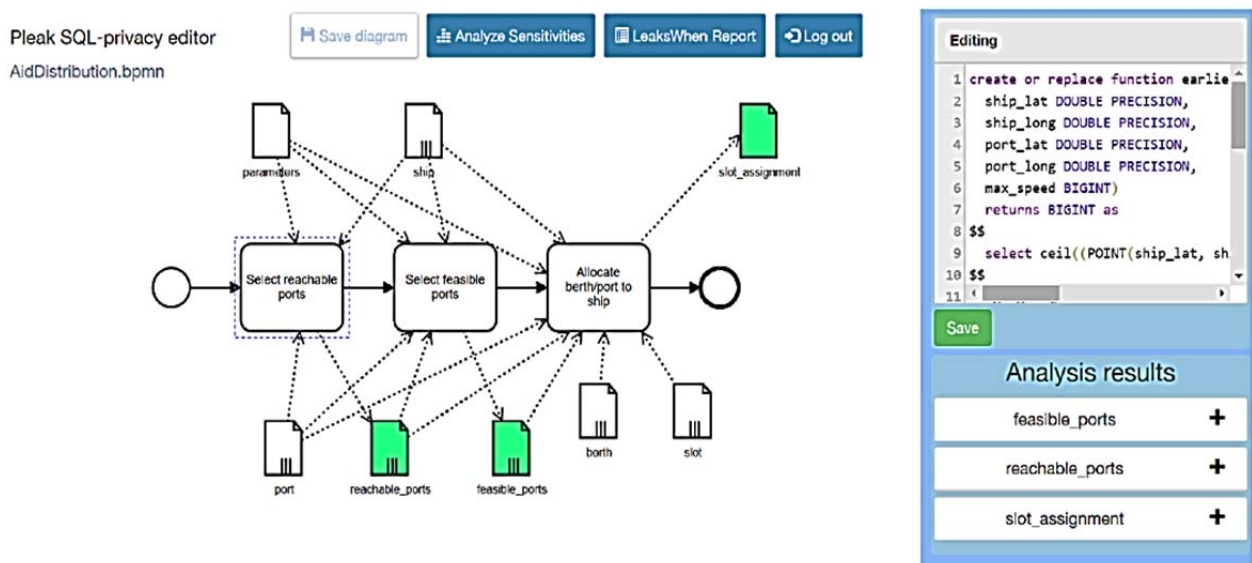 Pleak SQL-privacy editor
Save diagram
Analyze Sensitivities
LeaksWhen Report
Log out
AidDistribution.bpmn
parameters
ship
slot_assignment
Select reachable
ports
Select feasible
ports
Allocate
berth/port to
ship
port
reachable_ports
feasible_ports
berth
slot
Editing
1 create or replace function earlie
2 ship_lat DOUBLE PRECISION,
3 ship_long DOUBLE PRECISION,
4 port_lat DOUBLE PRECISION,
5 port_long DOUBLE PRECISION,
6 max_speed BIGINT)
7 returns BIGINT as
8 $$
9 select ceil((POINT(ship_lat, sh
10 $$
11
Save
Analysis results
feasible_ports +
reachable_ports +
slot_assignment +